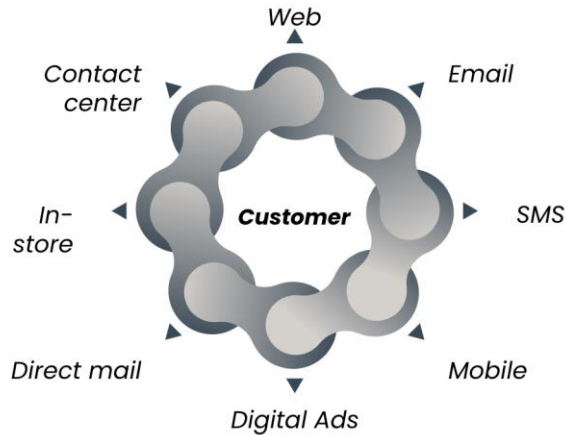 Web
Contact
center
Email
In-
store
Customer
SMS
Direct mail
Mobile
Digital Ads